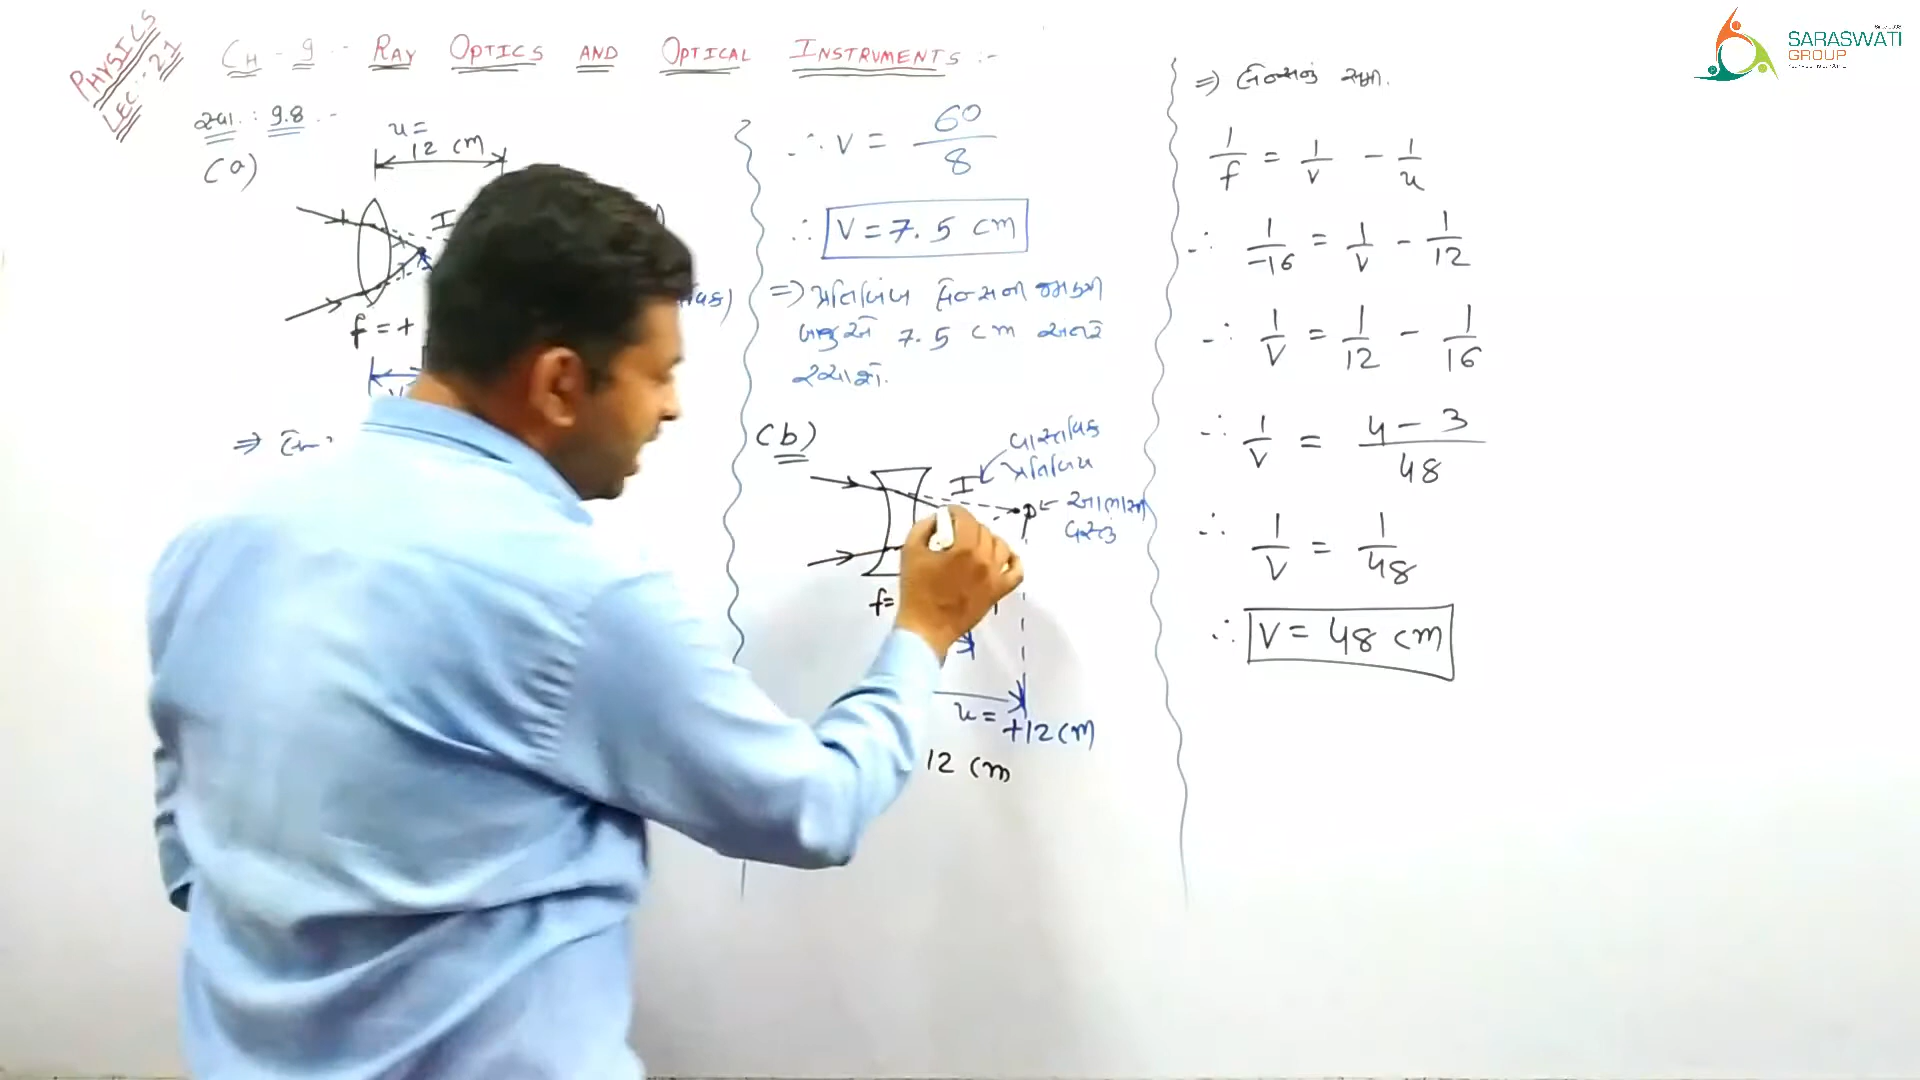 PHYSICS
LEC:-21
CH-9 :- RAY OPTICS AND OPTICAL INSTRUMENTS :-
SARASWATI
GROUP
સ્વા. : 9.8 :-
(a)
u =
12 cm
I
f = +
⇒
∴ V = 60/8
∴ V = 7.5 cm
⇒ પ્રતિબિંબ લેન્સની જમણી
બાજુએ 7.5 cm અંતરે
રચાશે.
(b)
વાસ્તવિક
પ્રતિબિંબ
I
આભાસી
વસ્તુ
f=
u =
+12 cm
12 cm
⇒ લેન્સનું સૂત્ર.
1/f = 1/v - 1/u
∴ 1/-16 = 1/v - 1/12
∴ 1/V = 1/12 - 1/16
∴ 1/V = 4-3/48
∴ 1/V = 1/48
∴ V = 48 cm